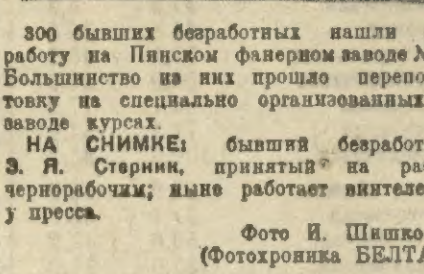 300 бывших безработных нашли
работу на Пинском фанерном заводе №
Большинство из них прошло перепо
товку на специально организованных
заводе курсах.
НА СНИМКЕ: бывший безработ
Э. Я. Стерник, принятый на ра
чернорабочим; ныне работает
у пресса.
Фото И. Шишко
(Фотохроника БЕЛТА